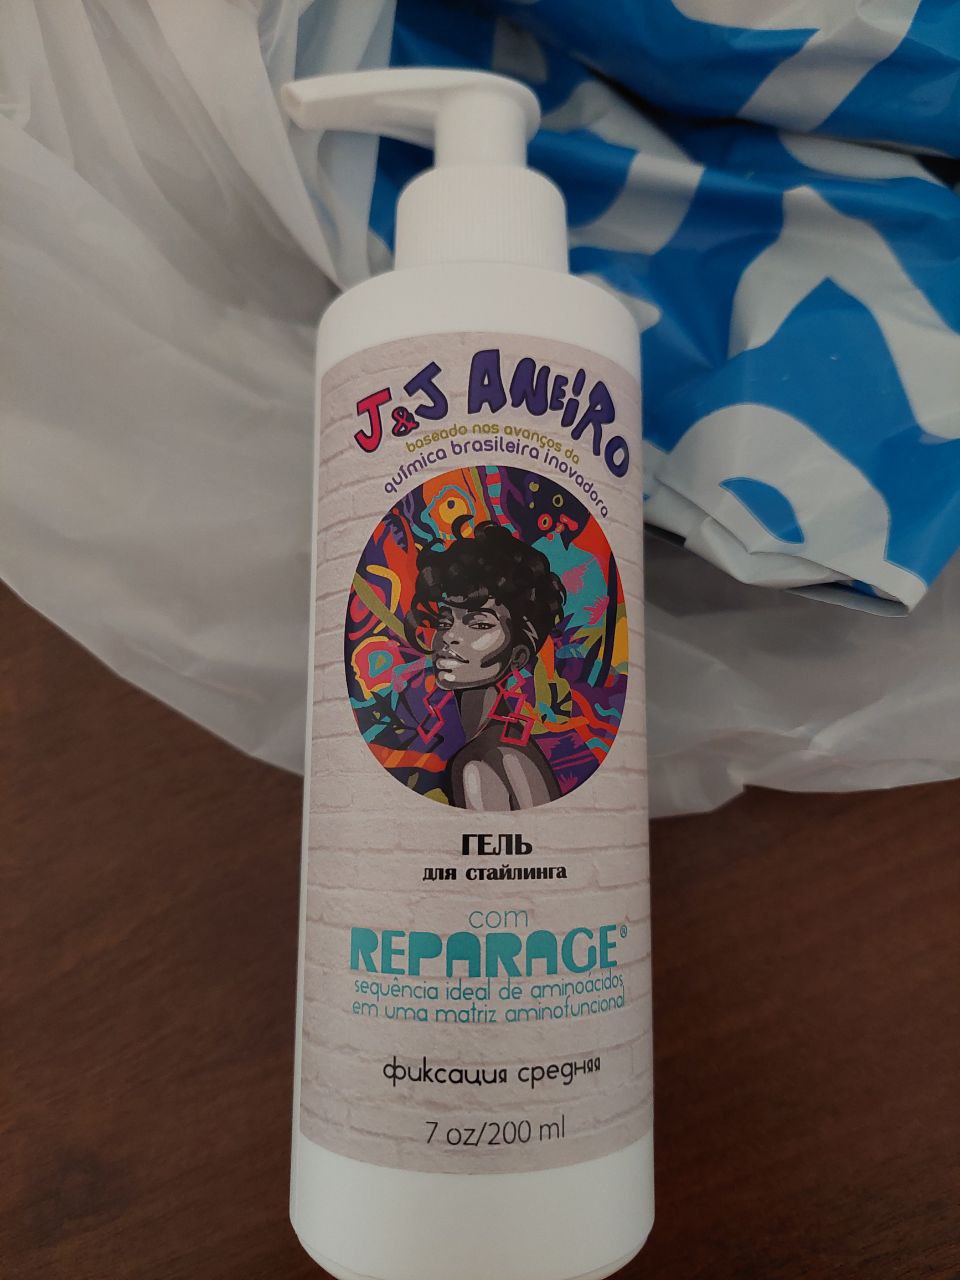 J&J ANEIRO
baseado nos avanços da
química brasileira inovadora
ГЕЛЬ
для стайлинга
com
REPARAGE®
sequência ideal de aminoácidos
em uma matriz aminofuncional
фиксация средняя
7 oz/200 ml